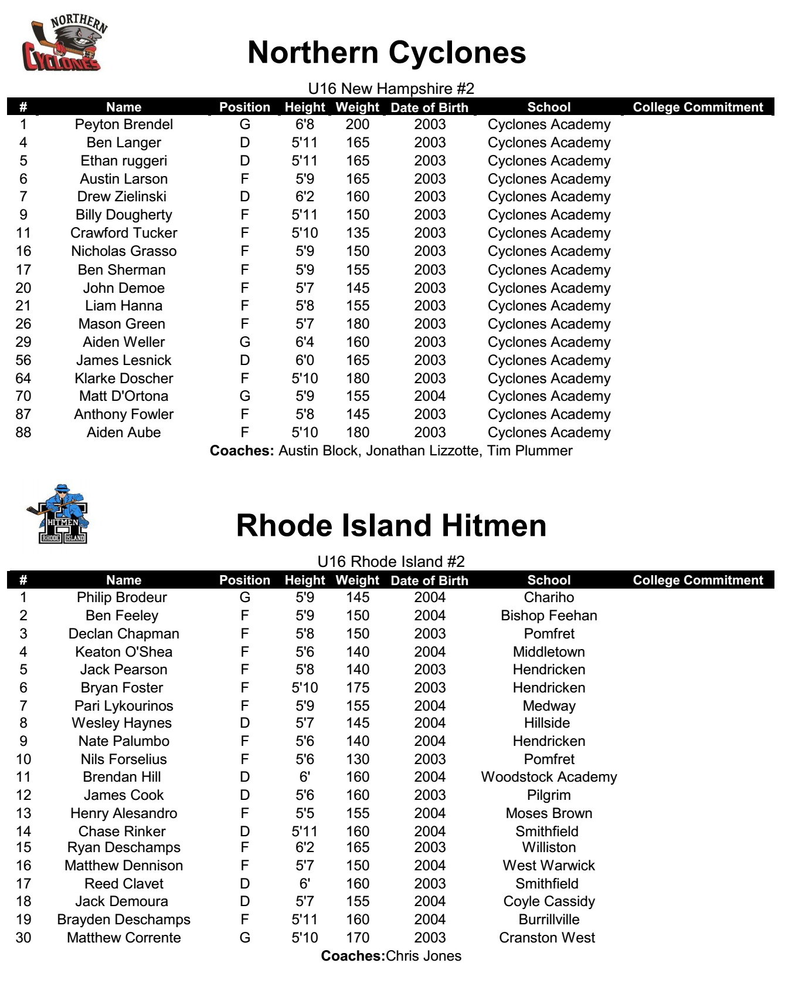 NORTHERN
CYCLONES
Northern Cyclones
U16 New Hampshire #2
# Name Position Height Weight Date of Birth School College Commitment
1 Peyton Brendel G 6'8 200 2003 Cyclones Academy
4 Ben Langer D 5'11 165 2003 Cyclones Academy
5 Ethan ruggeri D 5'11 165 2003 Cyclones Academy
6 Austin Larson F 5'9 165 2003 Cyclones Academy
7 Drew Zielinski D 6'2 160 2003 Cyclones Academy
9 Billy Dougherty F 5'11 150 2003 Cyclones Academy
11 Crawford Tucker F 5'10 135 2003 Cyclones Academy
16 Nicholas Grasso F 5'9 150 2003 Cyclones Academy
17 Ben Sherman F 5'9 155 2003 Cyclones Academy
20 John Demoe F 5'7 145 2003 Cyclones Academy
21 Liam Hanna F 5'8 155 2003 Cyclones Academy
26 Mason Green F 5'7 180 2003 Cyclones Academy
29 Aiden Weller G 6'4 160 2003 Cyclones Academy
56 James Lesnick D 6'0 165 2003 Cyclones Academy
64 Klarke Doscher F 5'10 180 2003 Cyclones Academy
70 Matt D'Ortona G 5'9 155 2004 Cyclones Academy
87 Anthony Fowler F 5'8 145 2003 Cyclones Academy
88 Aiden Aube F 5'10 180 2003 Cyclones Academy
Coaches: Austin Block, Jonathan Lizzotte, Tim Plummer
HITMEN
RHODE ISLAND
Rhode Island Hitmen
U16 Rhode Island #2
# Name Position Height Weight Date of Birth School College Commitment
1 Philip Brodeur G 5'9 145 2004 Chariho
2 Ben Feeley F 5'9 150 2004 Bishop Feehan
3 Declan Chapman F 5'8 150 2003 Pomfret
4 Keaton O'Shea F 5'6 140 2004 Middletown
5 Jack Pearson F 5'8 140 2003 Hendricken
6 Bryan Foster F 5'10 175 2003 Hendricken
7 Pari Lykourinos F 5'9 155 2004 Medway
8 Wesley Haynes D 5'7 145 2004 Hillside
9 Nate Palumbo F 5'6 140 2004 Hendricken
10 Nils Forselius F 5'6 130 2003 Pomfret
11 Brendan Hill D 6' 160 2004 Woodstock Academy
12 James Cook D 5'6 160 2003 Pilgrim
13 Henry Alesandro F 5'5 155 2004 Moses Brown
14 Chase Rinker D 5'11 160 2004 Smithfield
15 Ryan Deschamps F 6'2 165 2003 Williston
16 Matthew Dennison F 5'7 150 2004 West Warwick
17 Reed Clavet D 6' 160 2003 Smithfield
18 Jack Demoura D 5'7 155 2004 Coyle Cassidy
19 Brayden Deschamps F 5'11 160 2004 Burrillville
30 Matthew Corrente G 5'10 170 2003 Cranston West
Coaches:Chris Jones